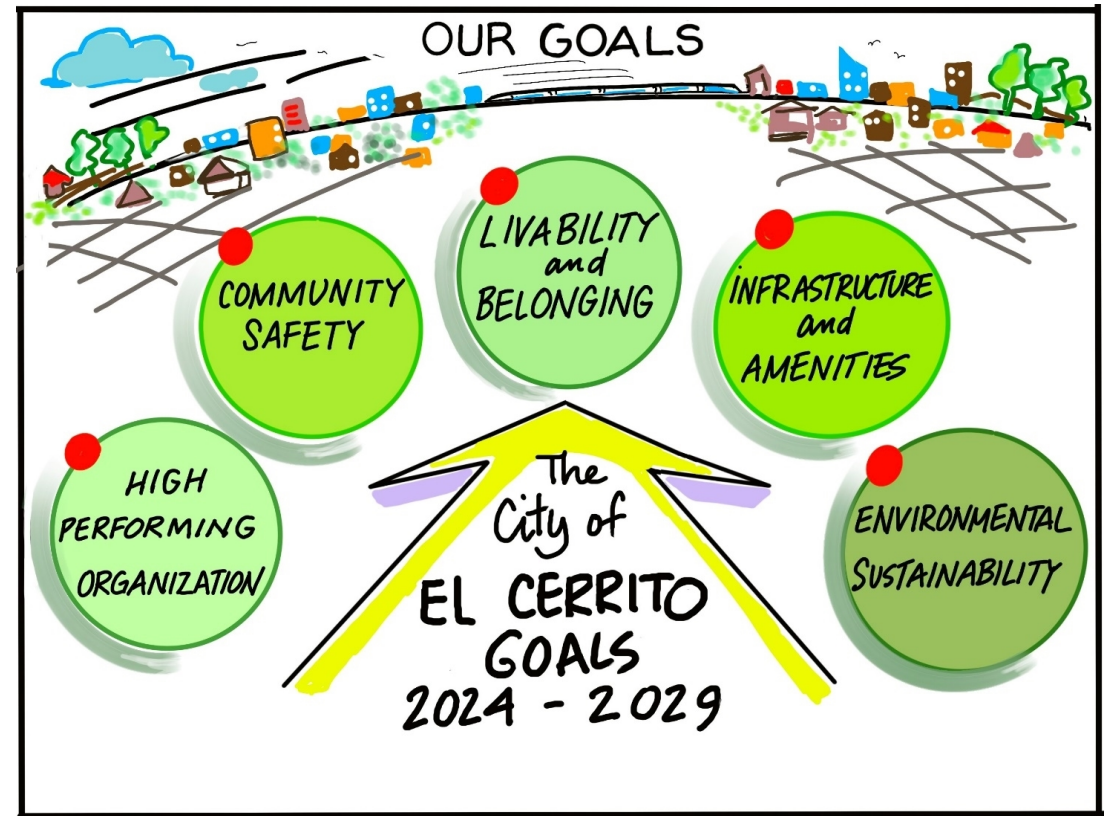 OUR GOALS
HIGH
PERFORMING
ORGANIZATION
COMMUNITY
SAFETY
LIVABILITY
and
BELONGING
INFRASTRUCTURE
and
AMENITIES
ENVIRONMENTAL
SUSTAINABILITY
The
City of
EL CERRITO
GOALS
2024 - 2029